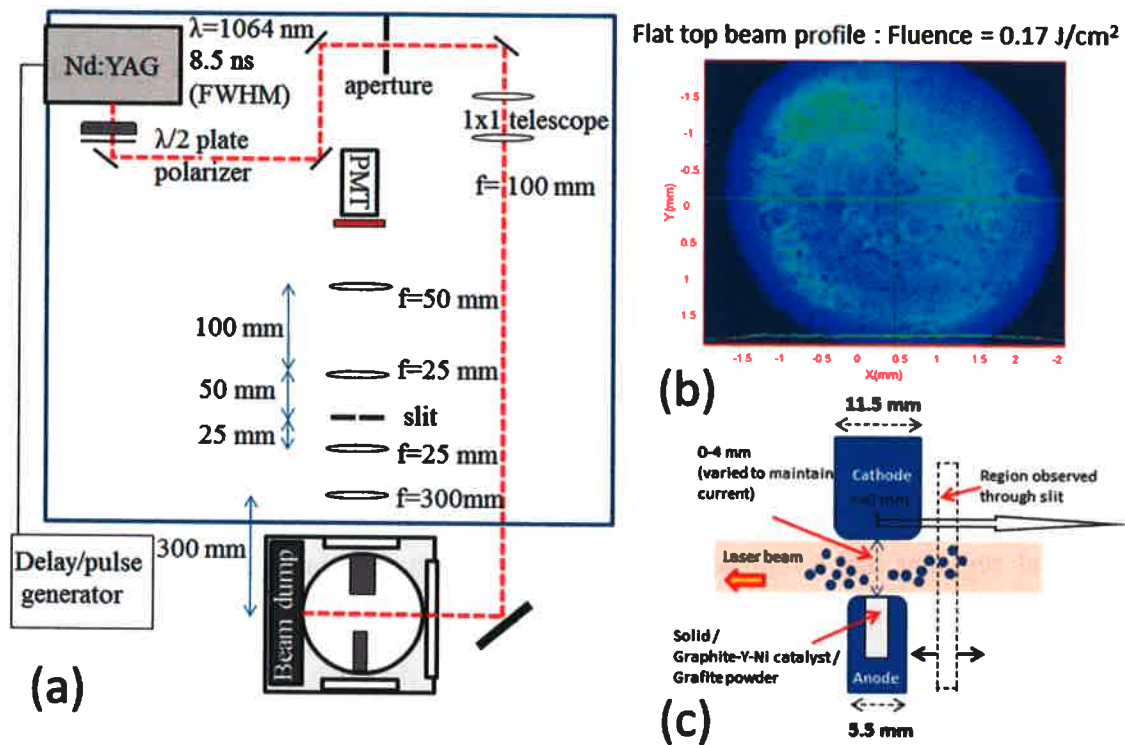 Nd:YAG
λ=1064 nm
8.5 ns
(FWHM)
λ/2 plate
polarizer
aperture
1x1 telescope
f= 100 mm
PMT
f=50 mm
100 mm
f=25 mm
50 mm
slit
25 mm
f=25 mm
f=300mm
300 mm
Delay/pulse
generator
Beam dump
(a)
Flat top beam profile : Fluence = 0.17 J/cm²
-1.5
-1
-0.5
0
0.5
1
1.5
Y(mm)
-1.5
-1
-0.5
0
0.5
1
1.5
-2
X(mm)
(b)
11.5 mm
0-4 mm
(varied to maintain
current)
Cathode
Region observed
through slit
Laser beam
Solid /
Graphite-Y-Ni catalyst /
Grafite powder
Anode
5.5 mm
(c)